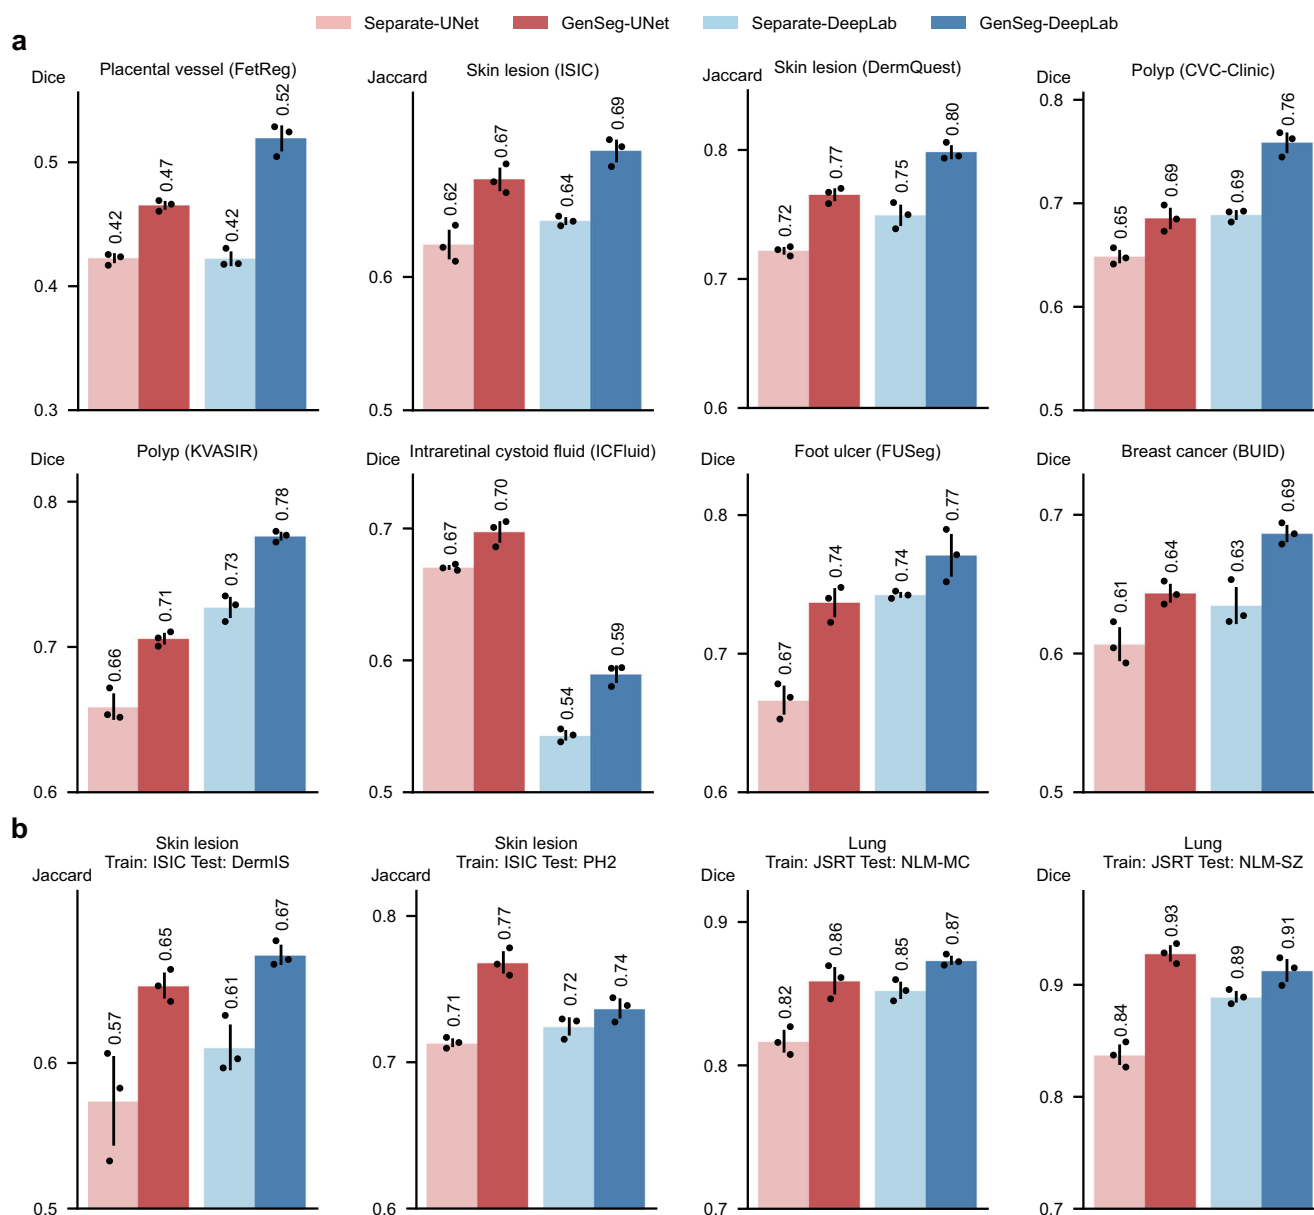 Separate-UNet GenSeg-UNet Separate-DeepLab GenSeg-DeepLab
a
Placental vessel (FetReg)
Dice
0.5
0.4
0.3
0.42
0.47
0.42
0.52
Skin lesion (ISIC)
Jaccard
0.6
0.5
0.62
0.67
0.64
0.69
Skin lesion (DermQuest)
Jaccard
0.8
0.7
0.6
0.72
0.77
0.75
0.80
Polyp (CVC-Clinic)
Dice
0.8
0.7
0.6
0.5
0.65
0.69
0.69
0.76
Polyp (KVASIR)
Dice
0.8
0.7
0.6
0.66
0.71
0.73
0.78
Intraretinal cystoid fluid (ICFluid)
Dice
0.7
0.6
0.5
0.67
0.70
0.54
0.59
Foot ulcer (FUSeg)
Dice
0.8
0.7
0.6
0.67
0.74
0.74
0.77
Breast cancer (BUID)
Dice
0.7
0.6
0.5
0.61
0.64
0.63
0.69
b
Skin lesion
Train: ISIC Test: DermIS
Jaccard
0.6
0.5
0.57
0.65
0.61
0.67
Skin lesion
Train: ISIC Test: PH2
Jaccard
0.8
0.7
0.6
0.71
0.77
0.72
0.74
Lung
Train: JSRT Test: NLM-MC
Dice
0.9
0.8
0.7
0.82
0.86
0.85
0.87
Lung
Train: JSRT Test: NLM-SZ
Dice
0.9
0.8
0.7
0.84
0.93
0.89
0.91